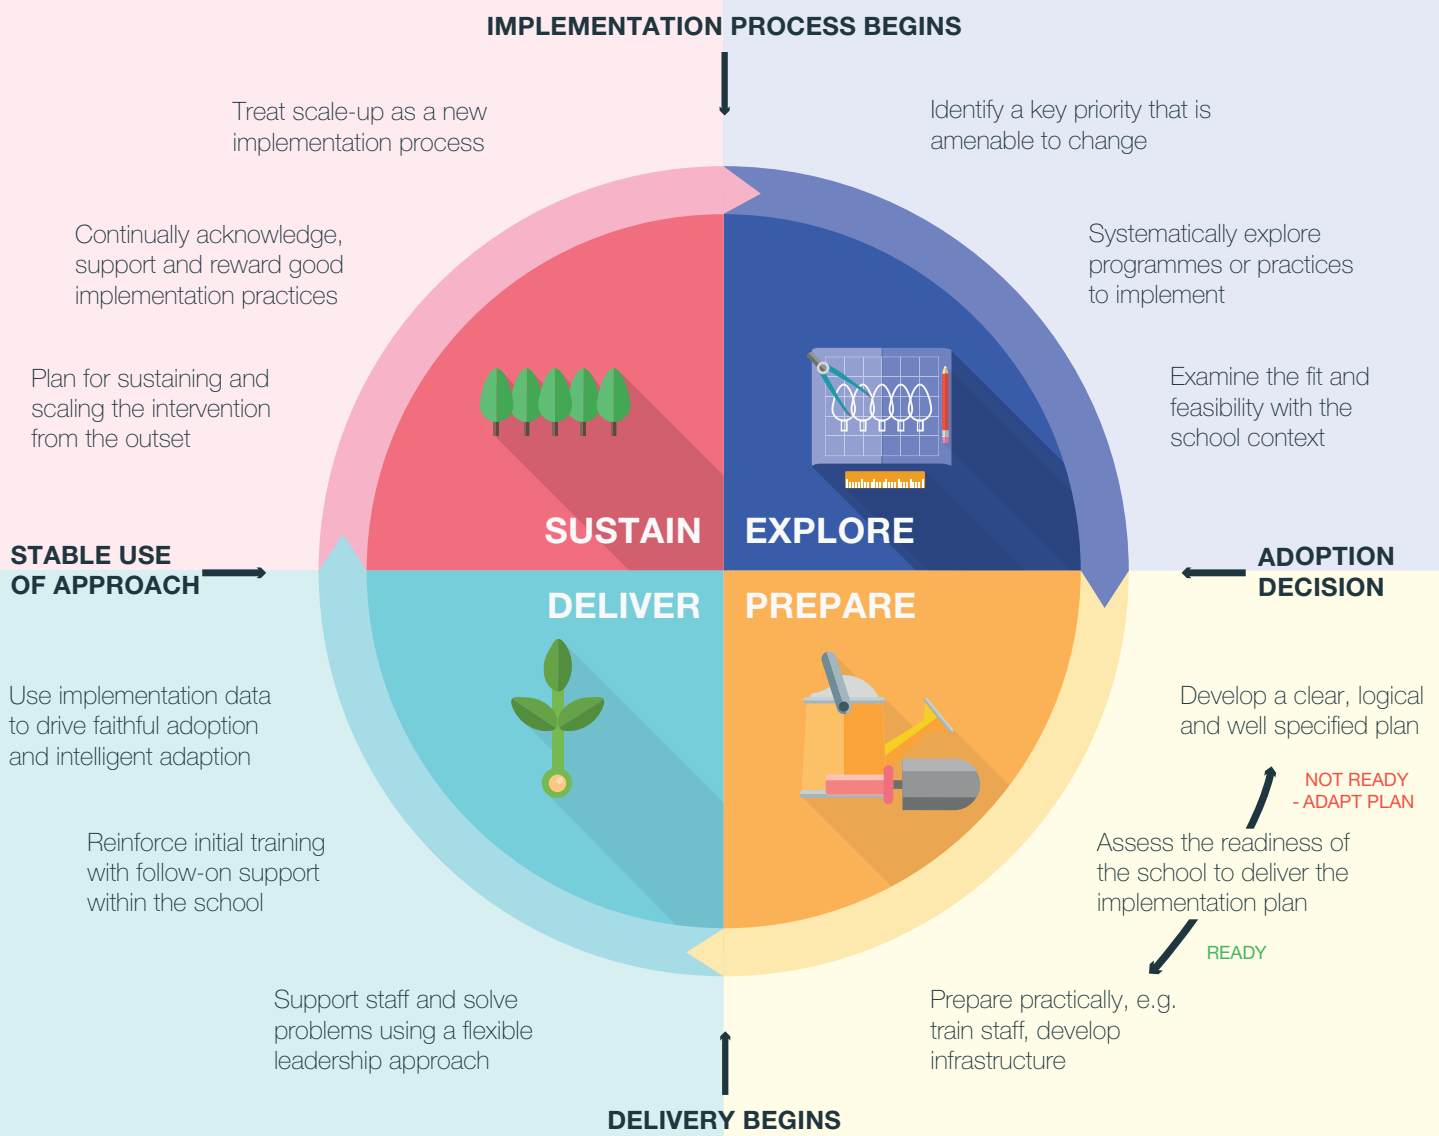 IMPLEMENTATION PROCESS BEGINS
Treat scale-up as a new
implementation process
Identify a key priority that is
amenable to change
Continually acknowledge,
support and reward good
implementation practices
Systematically explore
programmes or practices
to implement
Plan for sustaining and
scaling the intervention
from the outset
Examine the fit and
feasibility with the
school context
SUSTAIN
EXPLORE
STABLE USE
OF APPROACH
ADOPTION
DECISION
DELIVER
PREPARE
Use implementation data
to drive faithful adoption
and intelligent adaption
Develop a clear, logical
and well specified plan
NOT READY
- ADAPT PLAN
Reinforce initial training
with follow-on support
within the school
Assess the readiness of
the school to deliver the
implementation plan
READY
Support staff and solve
problems using a flexible
leadership approach
Prepare practically, e.g.
train staff, develop
infrastructure
DELIVERY BEGINS